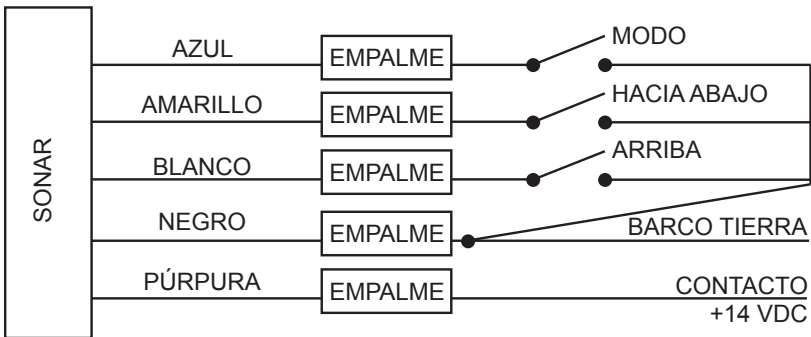 SONAR
AZUL EMPALME MODO
AMARILLO EMPALME HACIA ABAJO
BLANCO EMPALME ARRIBA
NEGRO EMPALME BARCO TIERRA
PÚRPURA EMPALME CONTACTO
+14 VDC